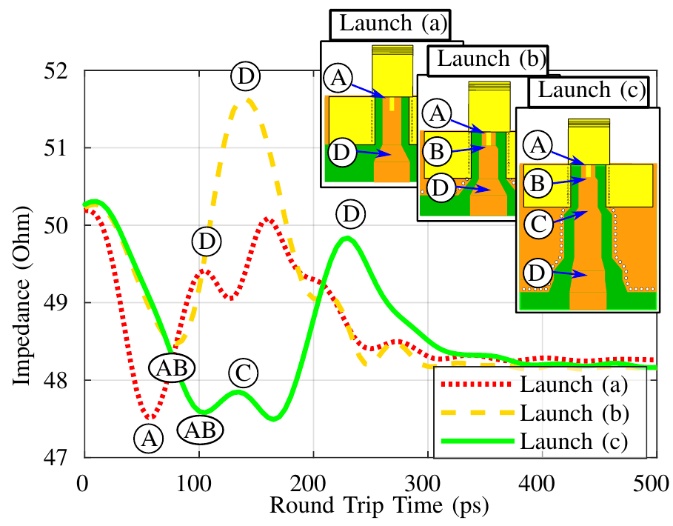 Launch (a)
Launch (b)
Launch (c)
A
D
A
B
D
A
B
C
D
52
51
50
49
48
47
D
D
D
AB
C
A
AB
Launch (a)
Launch (b)
Launch (c)
0
100
200
300
400
500
Round Trip Time (ps)
Impedance (Ohm)